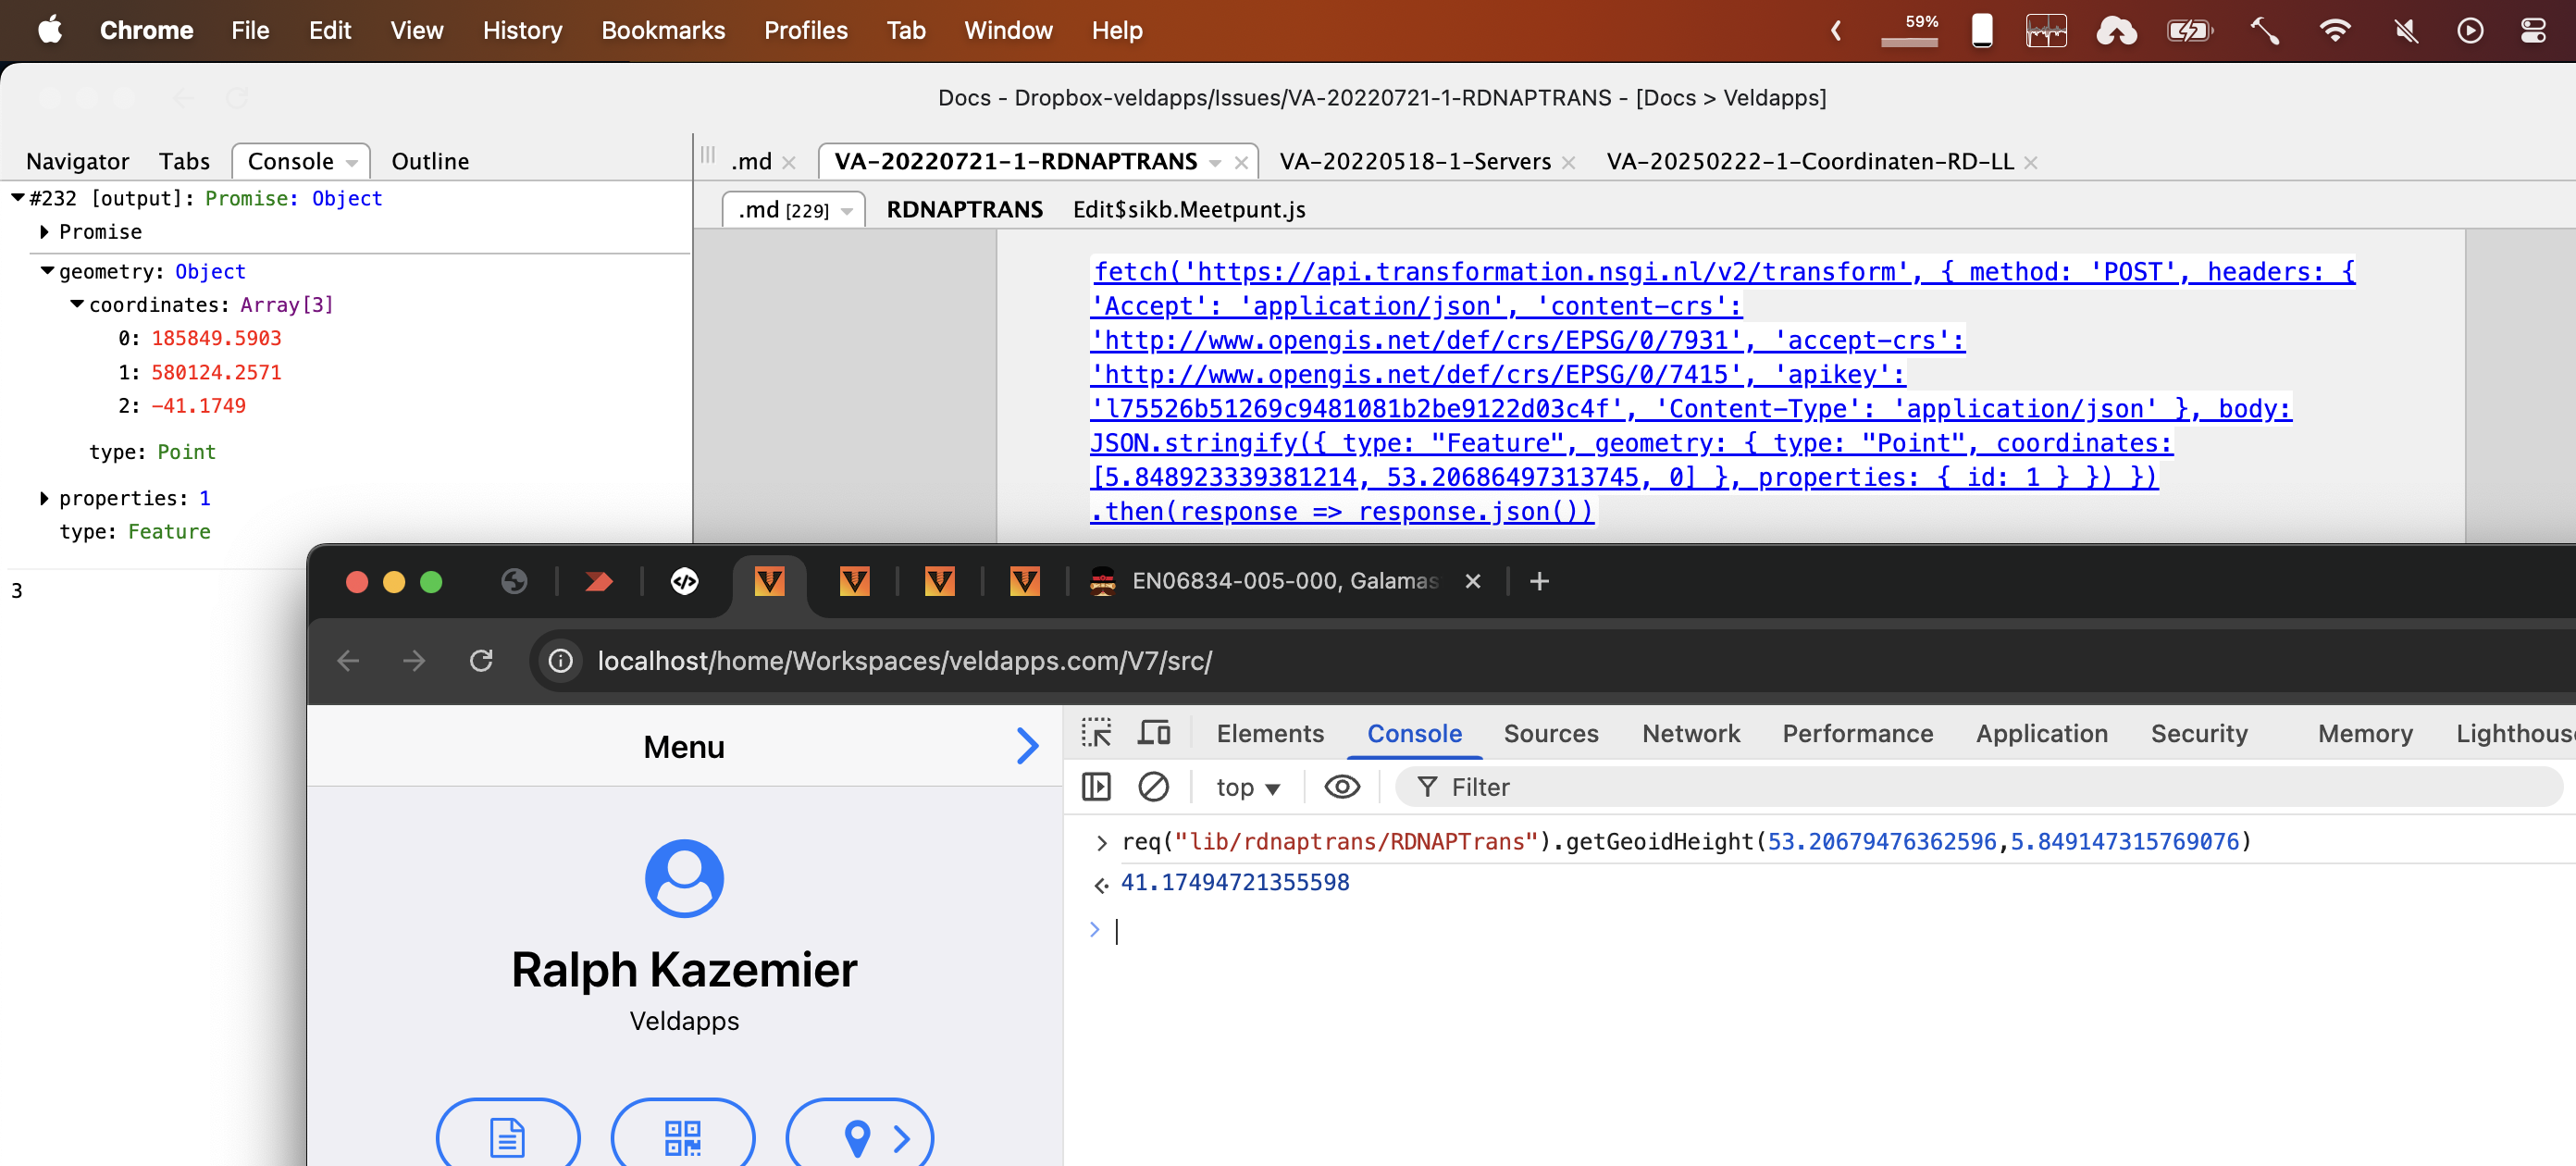 Chrome File Edit View History Bookmarks Profiles Tab Window Help 59%
Docs - Dropbox-veldapps/Issues/VA-20220721-1-RDNAPTRANS - [Docs > Veldapps]
Navigator Tabs Console Outline
.md VA-20220721-1-RDNAPTRANS VA-20220518-1-Servers VA-20250222-1-Coordinaten-RD-LL
.md [229] RDNAPTRANS Edit$sikb.Meetpunt.js
#232 [output]: Promise: Object
Promise
geometry: Object
coordinates: Array[3]
0: 185849.5903
1: 580124.2571
2: -41.1749
type: Point
properties: 1
type: Feature
3
fetch('https://api.transformation.nsgi.nl/v2/transform', { method: 'POST', headers: {
'Accept': 'application/json', 'content-crs':
'http://www.opengis.net/def/crs/EPSG/0/7931', 'accept-crs':
'http://www.opengis.net/def/crs/EPSG/0/7415', 'apikey':
'l75526b51269c9481081b2be9122d03c4f', 'Content-Type': 'application/json' }, body:
JSON.stringify({ type: "Feature", geometry: { type: "Point", coordinates:
[5.848923339381214, 53.20686497313745, 0] }, properties: { id: 1 } }) })
.then(response => response.json())
EN06834-005-000, Galamas
localhost/home/Workspaces/veldapps.com/V7/src/
Menu
Ralph Kazemier
Veldapps
Elements Console Sources Network Performance Application Security Memory Lighthous
top Filter
req("lib/rdnaptrans/RDNAPTrans").getGeoidHeight(53.20679476362596,5.849147315769076)
41.17494721355598